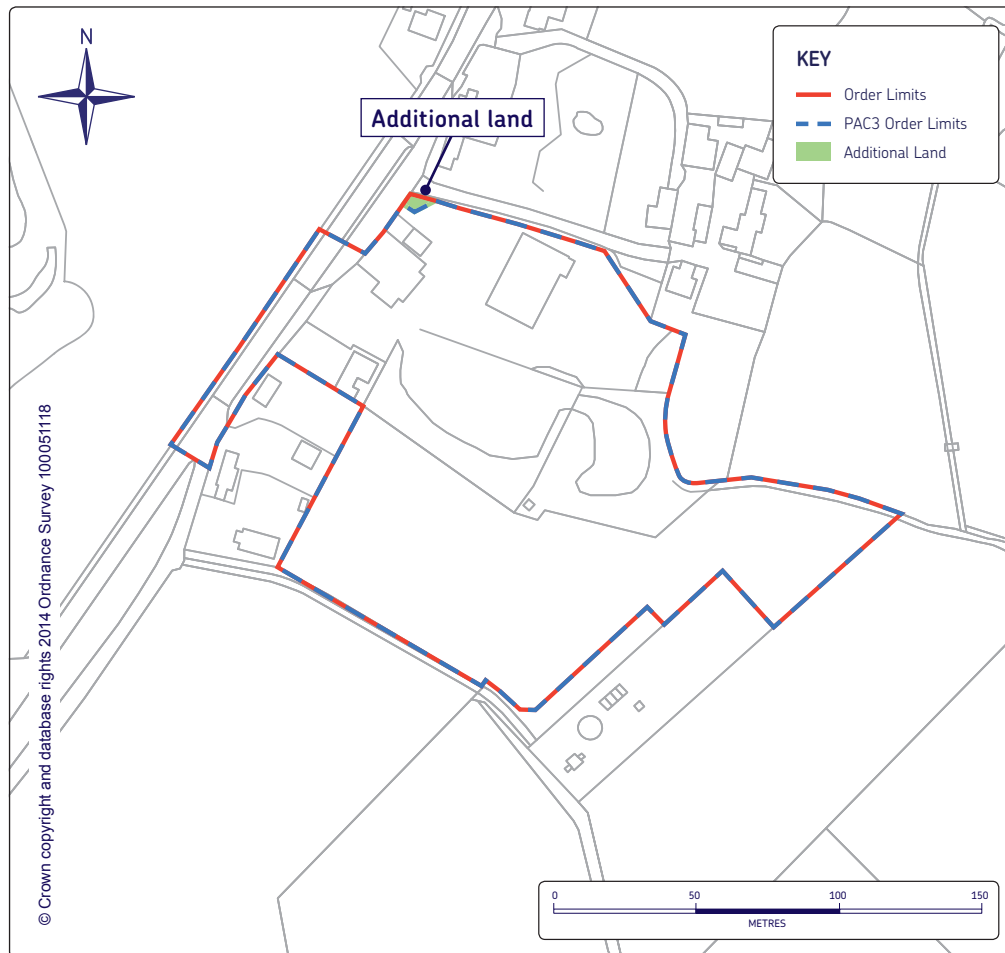 N
Additional land
KEY
Order Limits
PAC3 Order Limits
Additional Land
© Crown copyright and database rights 2014 Ordnance Survey 100051118
0 50 100 150
METRES